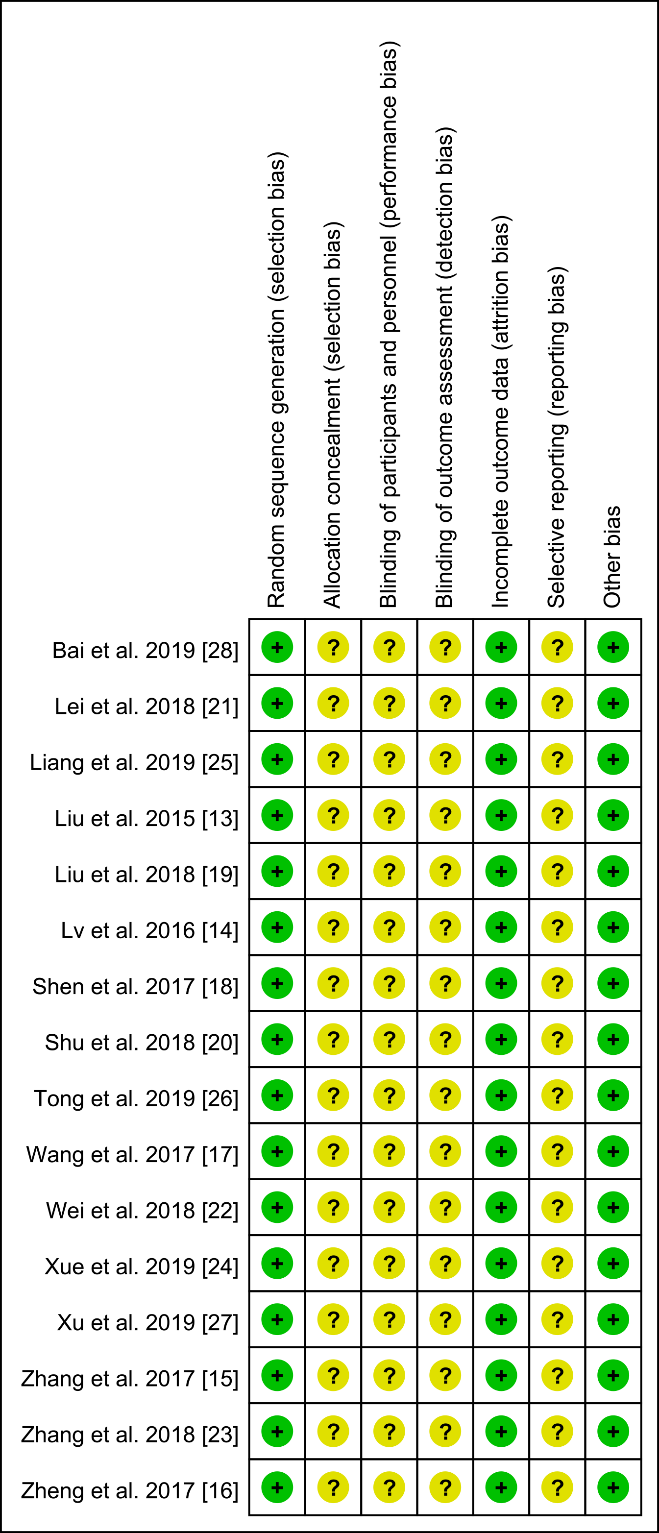 Random sequence generation (selection bias)
Allocation concealment (selection bias)
Blinding of participants and personnel (performance bias)
Blinding of outcome assessment (detection bias)
Incomplete outcome data (attrition bias)
Selective reporting (reporting bias)
Other bias
Bai et al. 2019 [28] + ? ? ? + ? +
Lei et al. 2018 [21] + ? ? ? + ? +
Liang et al. 2019 [25] + ? ? ? + ? +
Liu et al. 2015 [13] + ? ? ? + ? +
Liu et al. 2018 [19] + ? ? ? + ? +
Lv et al. 2016 [14] + ? ? ? + ? +
Shen et al. 2017 [18] + ? ? ? + ? +
Shu et al. 2018 [20] + ? ? ? + ? +
Tong et al. 2019 [26] + ? ? ? + ? +
Wang et al. 2017 [17] + ? ? ? + ? +
Wei et al. 2018 [22] + ? ? ? + ? +
Xue et al. 2019 [24] + ? ? ? + ? +
Xu et al. 2019 [27] + ? ? ? + ? +
Zhang et al. 2017 [15] + ? ? ? + ? +
Zhang et al. 2018 [23] + ? ? ? + ? +
Zheng et al. 2017 [16] + ? ? ? + ? +